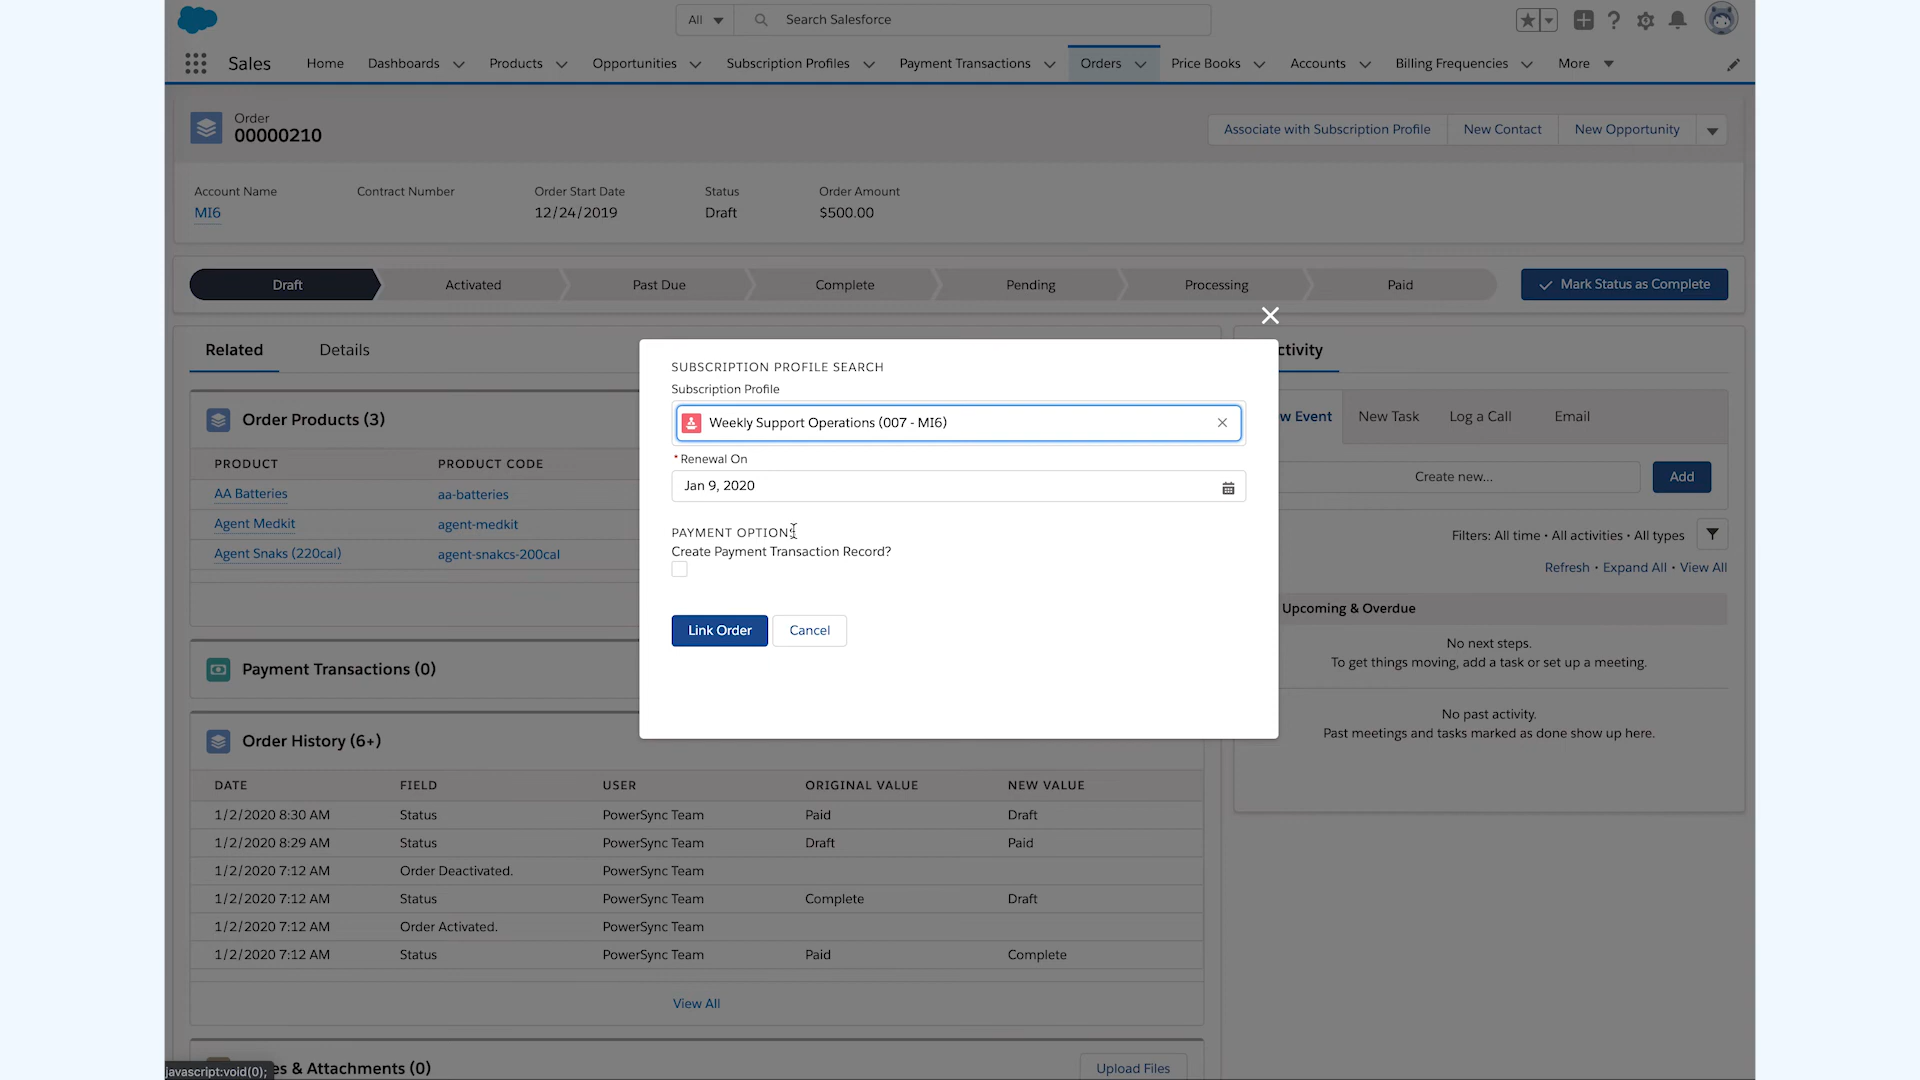 All
Search Salesforce
Sales
Home
Dashboards
Products
Opportunities
Subscription Profiles
Payment Transactions
Orders
Price Books
Accounts
Billing Frequencies
More
Order
00000210
Associate with Subscription Profile
New Contact
New Opportunity
Account Name
Contract Number
Order Start Date
Status
Order Amount
MI6
12/24/2019
Draft
$500.00
Draft
Activated
Past Due
Complete
Pending
Processing
Paid
Mark Status as Complete
Related
Details
Order Products (3)
PRODUCT
PRODUCT CODE
AA Batteries
aa-batteries
Agent Medkit
agent-medkit
Agent Snaks (220cal)
agent-snakcs-200cal
Payment Transactions (0)
SUBSCRIPTION PROFILE SEARCH
Subscription Profile
Weekly Support Operations (007 - MI6)
*Renewal On
Jan 9, 2020
PAYMENT OPTIONS
Create Payment Transaction Record?
Link Order
Cancel
ctivity
w Event
New Task
Log a Call
Email
Create new...
Add
Filters: All time • All activities • All types
Refresh • Expand All • View All
Upcoming & Overdue
No next steps.
To get things moving, add a task or set up a meeting.
No past activity.
Past meetings and tasks marked as done show up here.
Order History (6+)
DATE FIELD USER ORIGINAL VALUE NEW VALUE
1/2/2020 8:30 AM Status PowerSync Team Paid Draft
1/2/2020 8:29 AM Status PowerSync Team Draft Paid
1/2/2020 7:12 AM Order Deactivated. PowerSync Team
1/2/2020 7:12 AM Status PowerSync Team Complete Draft
1/2/2020 7:12 AM Order Activated. PowerSync Team
1/2/2020 7:12 AM Status PowerSync Team Paid Complete
View All
es & Attachments (0)
Upload Files
javascript:void(0);